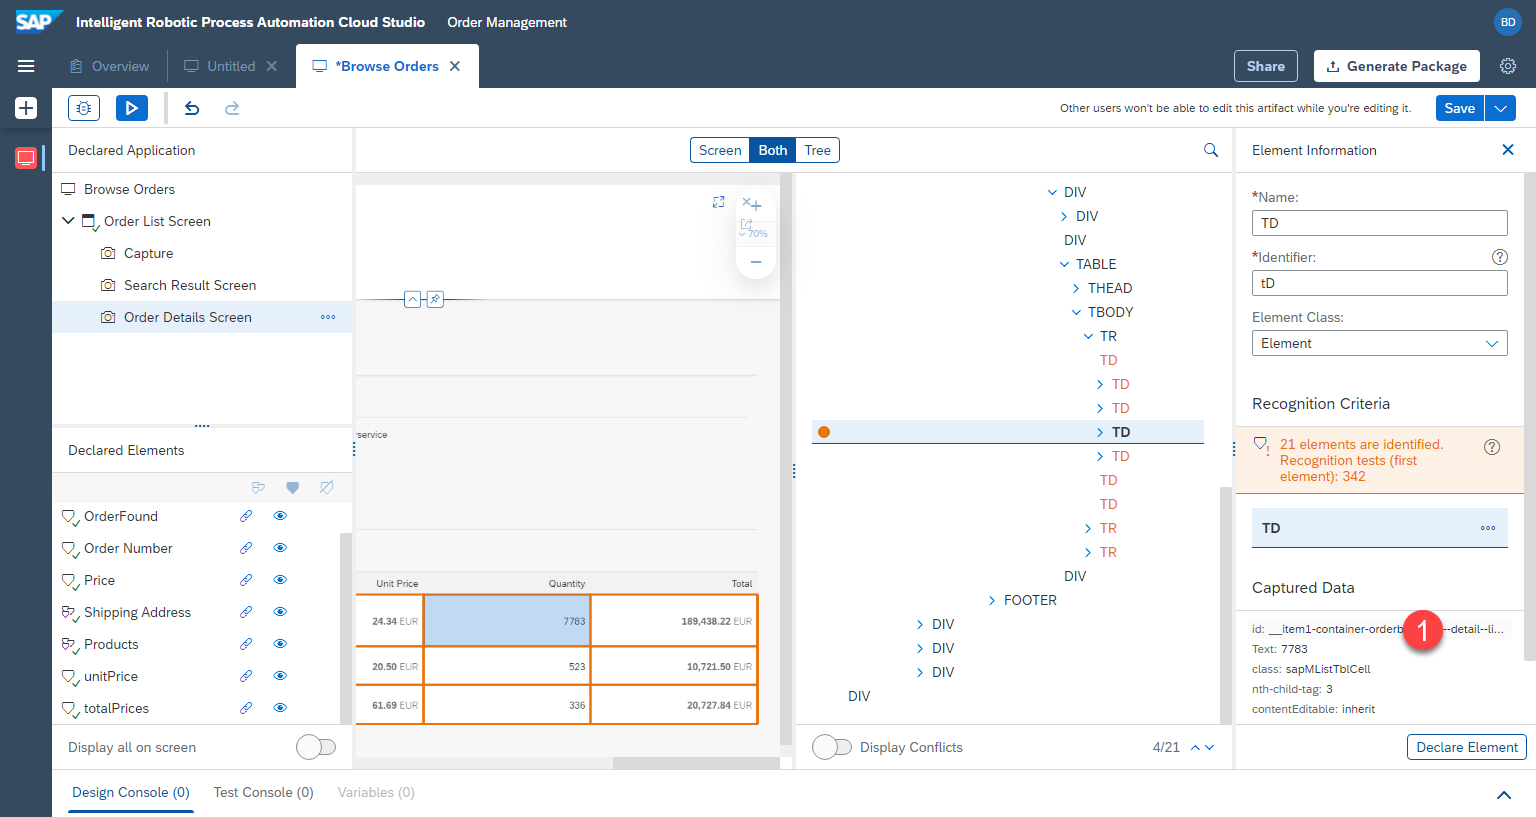 SAP Intelligent Robotic Process Automation Cloud Studio Order Management BD
Overview Untitled *Browse Orders Share Generate Package
Other users won't be able to edit this artifact while you're editing it. Save
Declared Application
Browse Orders
Order List Screen
Capture
Search Result Screen
Order Details Screen
Declared Elements
OrderFound
Order Number
Price
Shipping Address
Products
unitPrice
totalPrices
Display all on screen
Screen Both Tree
70%
service
Unit Price Quantity Total
24.34 EUR 7783 189,438.22 EUR
20.50 EUR 523 10,721.50 EUR
61.69 EUR 336 20,727.84 EUR
DIV
DIV
DIV
TABLE
THEAD
TBODY
TR
TD
TD
TD
TD
TD
TD
TD
TR
TR
DIV
FOOTER
DIV
DIV
DIV
DIV
Display Conflicts 4/21
Element Information
*Name:
TD
*Identifier:
tD
Element Class:
Element
Recognition Criteria
21 elements are identified.
Recognition tests (first
element): 342
TD
Captured Data
id: __item1-container-orderb 1 --detail--li...
Text: 7783
class: sapMListTblCell
nth-child-tag: 3
contentEditable: inherit
Declare Element
Design Console (0) Test Console (0) Variables (0)